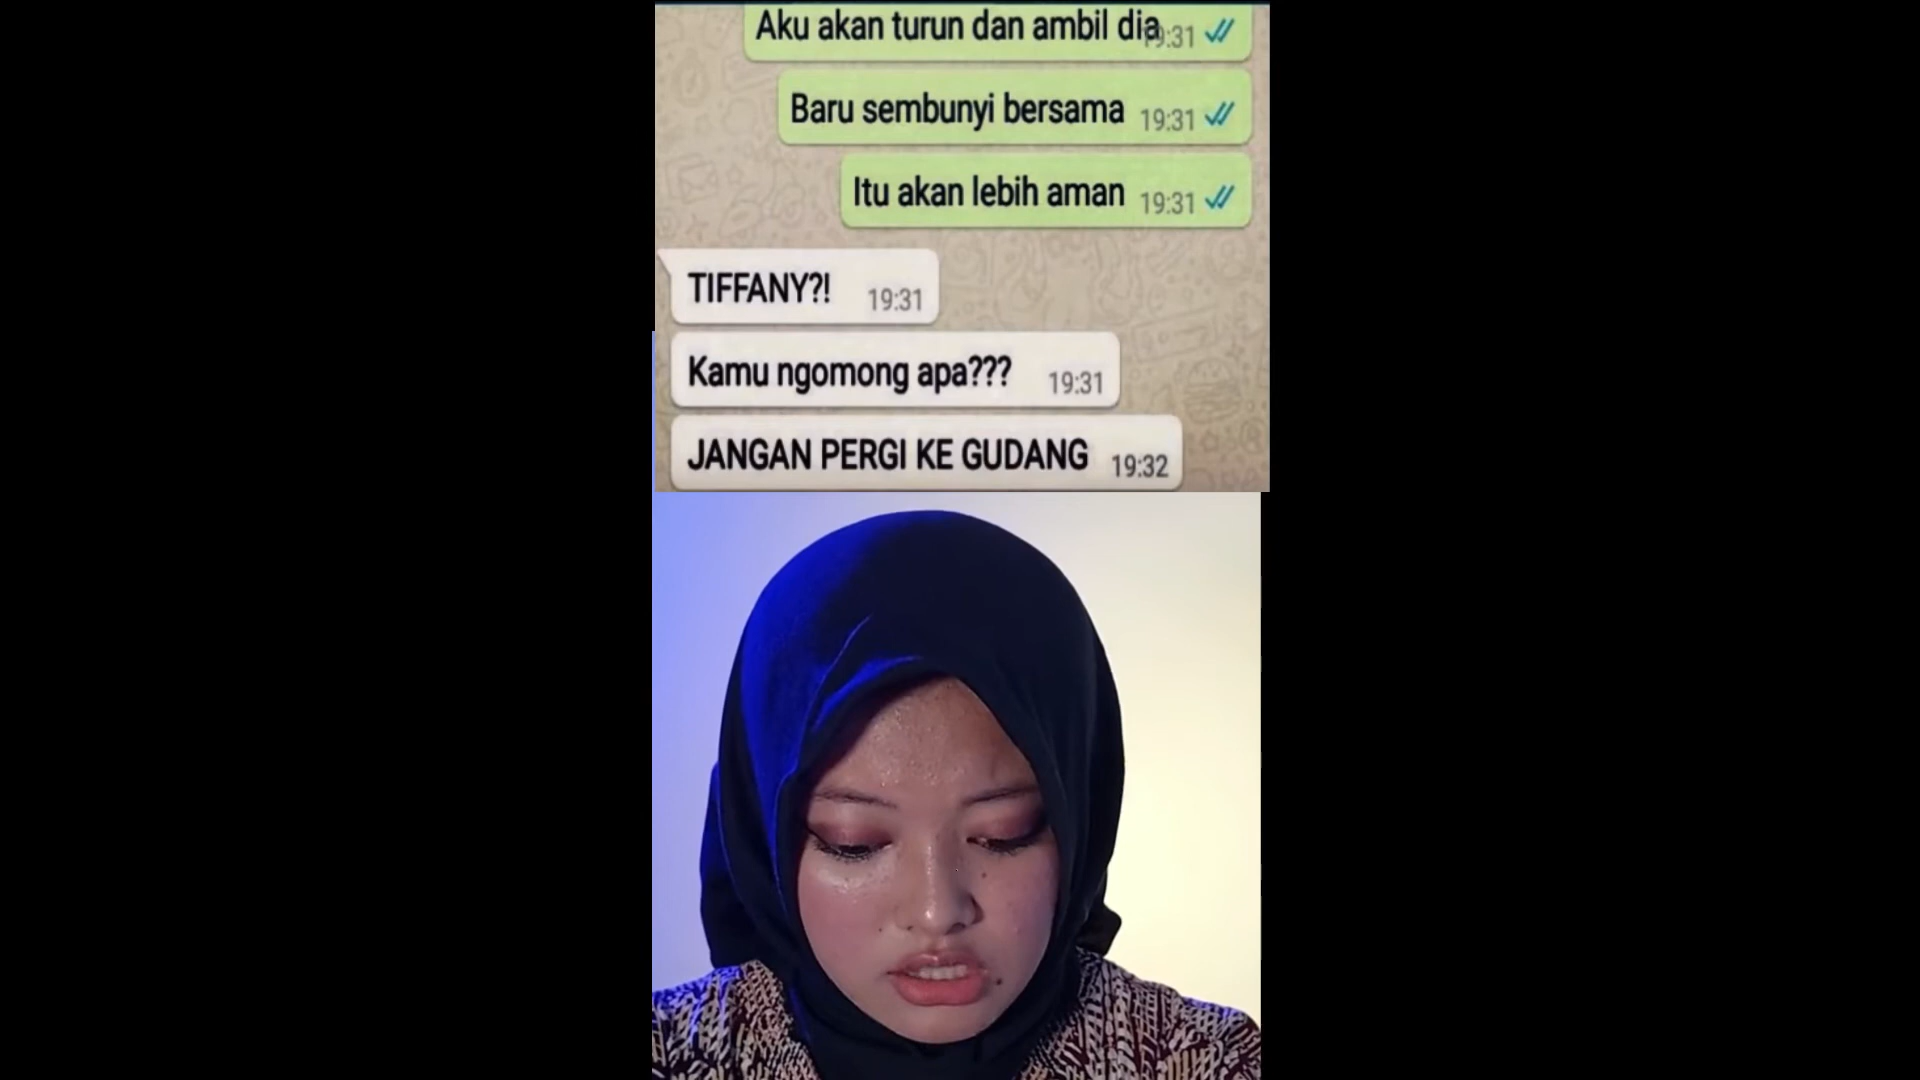 Aku akan turun dan ambil dia 19:31
Baru sembunyi bersama 19:31
Itu akan lebih aman 19:31
TIFFANY?! 19:31
Kamu ngomong apa??? 19:31
JANGAN PERGI KE GUDANG 19:32